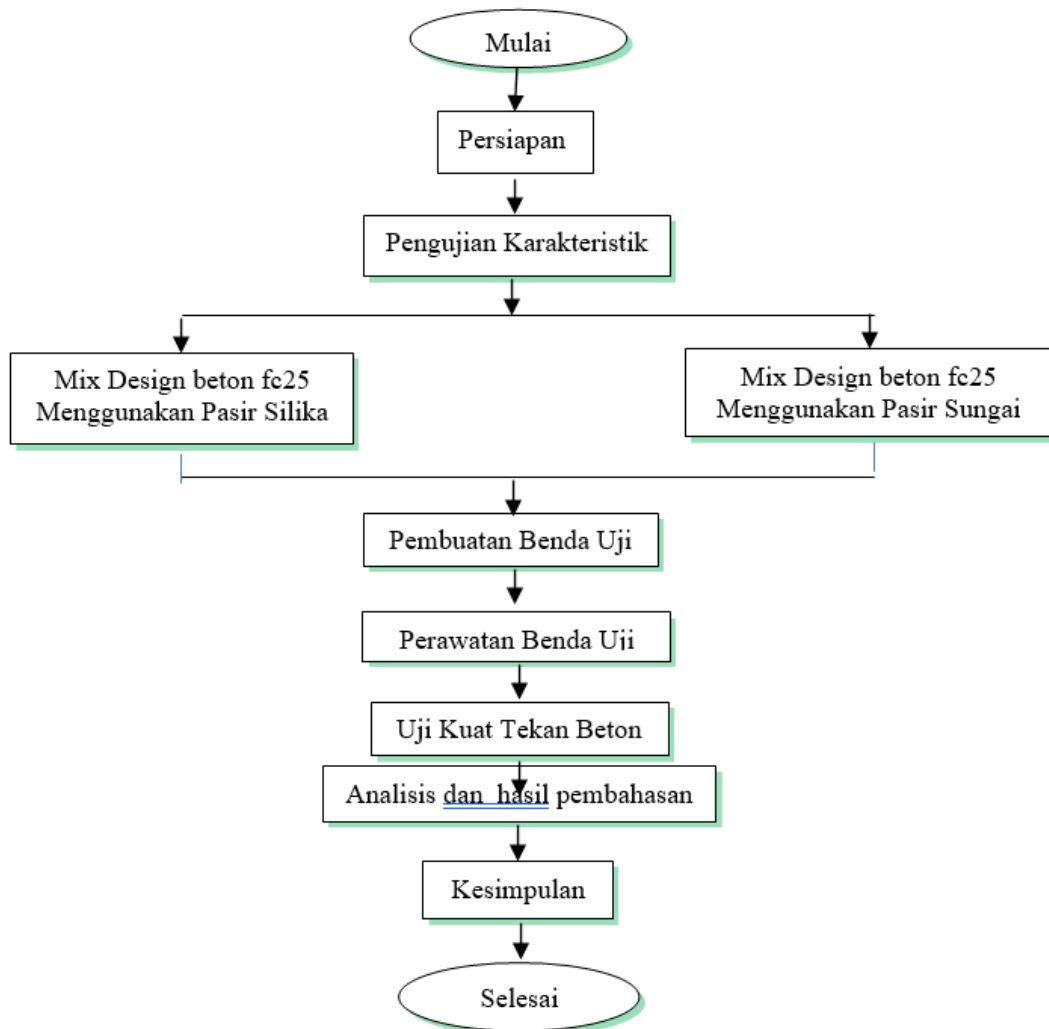 Mulai
Persiapan
Pengujian Karakteristik
Mix Design beton fc25
Menggunakan Pasir Silika
Mix Design beton fc25
Menggunakan Pasir Sungai
Pembuatan Benda Uji
Perawatan Benda Uji
Uji Kuat Tekan Beton
Analisis dan hasil pembahasan
Kesimpulan
Selesai